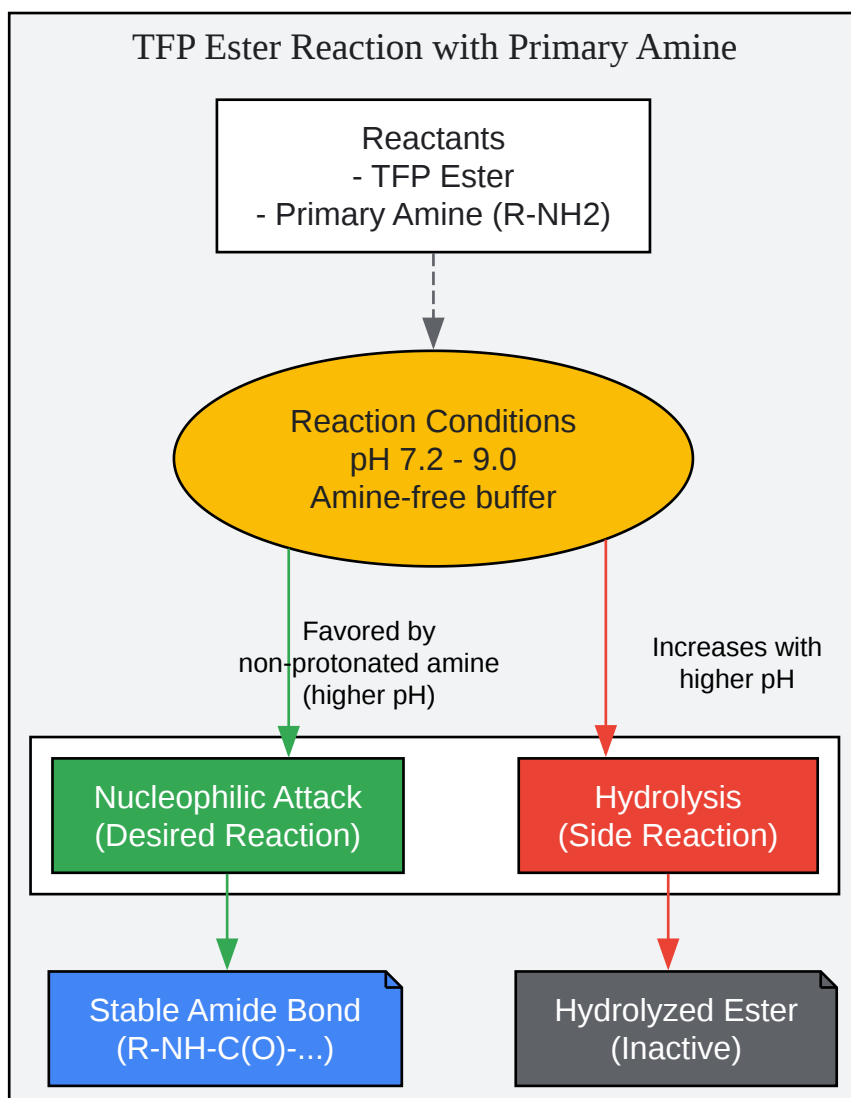 TFP Ester Reaction with Primary Amine
Reactants
- TFP Ester
- Primary Amine (R-NH2)
Reaction Conditions
pH 7.2 - 9.0
Amine-free buffer
Favored by
non-protonated amine
(higher pH)
Increases with
higher pH
Nucleophilic Attack
(Desired Reaction)
Hydrolysis
(Side Reaction)
Stable Amide Bond
(R-NH-C(O)-...)
Hydrolyzed Ester
(Inactive)